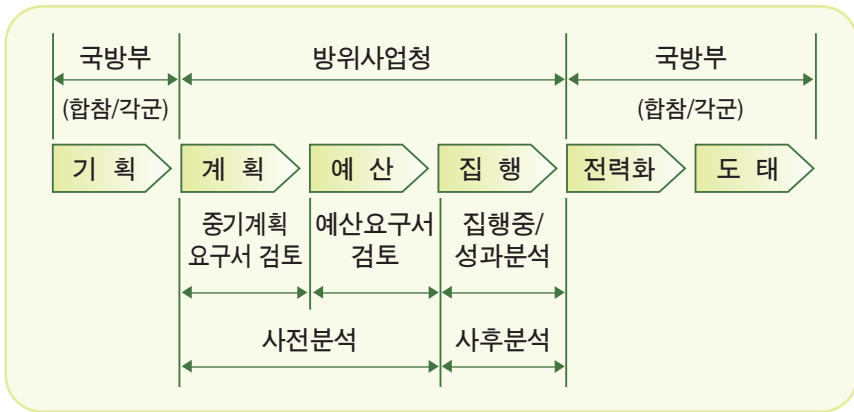 국방부 방위사업청 국방부
(합참/각군) (합참/각군)
기 획 계 획 예 산 집 행 전력화 도 태
중기계획 예산요구서 집행중/
요구서 검토 검토 성과분석
사전분석 사후분석